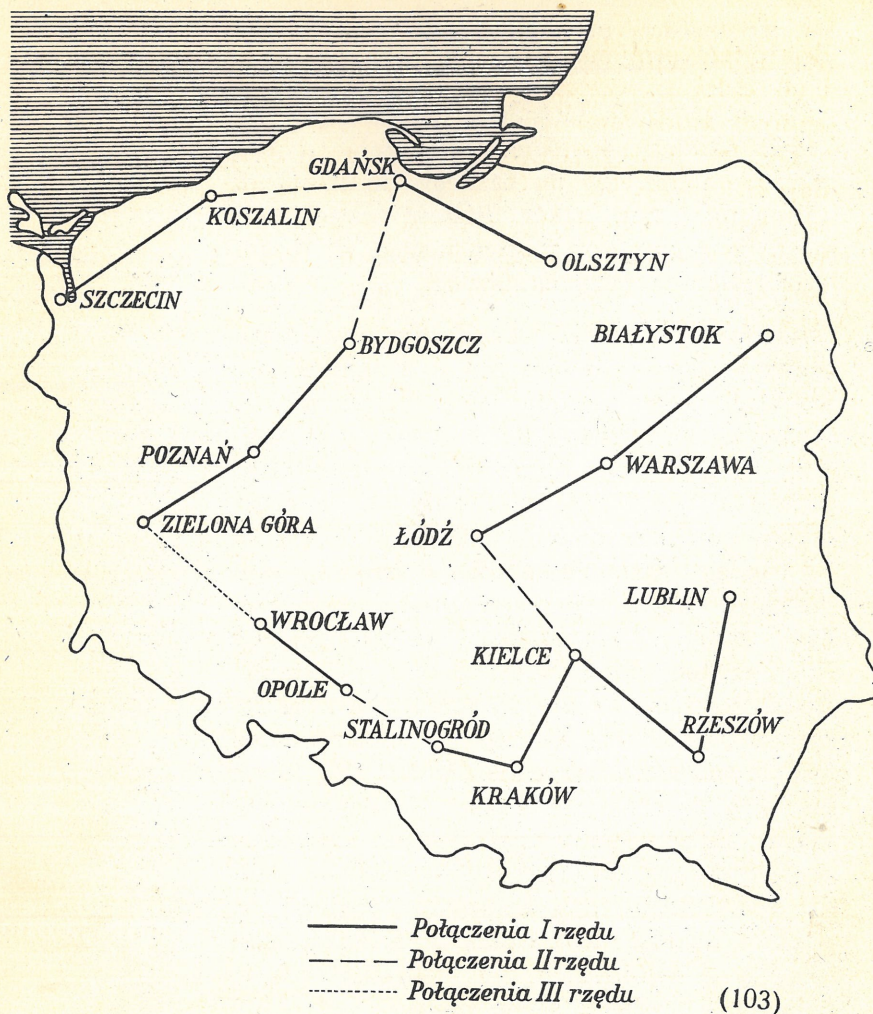 GDAŃSK
KOSZALIN
OLSZTYN
SZCZECIN
BIAŁYSTOK
BYDGOSZCZ
POZNAŃ
WARSZAWA
ZIELONA GÓRA
ŁÓDŹ
LUBLIN
WROCŁAW
KIELCE
OPOLE
STALINOGRÓD
RZESZÓW
KRAKÓW
Połączenia I rzędu
Połączenia II rzędu
Połączenia III rzędu
(103)